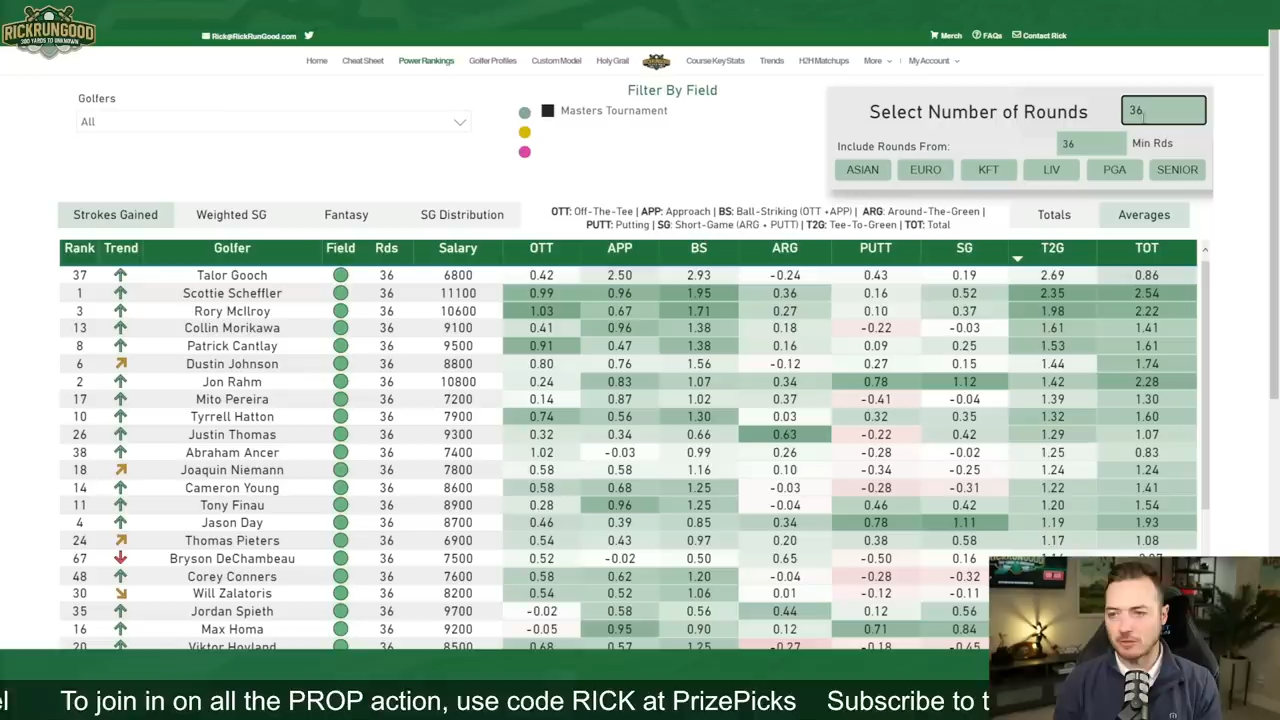 RICKRUNGOOD
300 YARDS TO UNKNOWN
Rick@RickRunGood.com
Merch FAQs Contact Rick
Home Cheat Sheet Power Rankings Golfer Profiles Custom Model Holy Grail Course Key Stats Trends H2H Matchups More My Account
Golfers
All
Filter By Field
Masters Tournament
Select Number of Rounds 36
Include Rounds From: 36 Min Rds
ASIAN EURO KFT LIV PGA SENIOR
Strokes Gained Weighted SG Fantasy SG Distribution
OTT: Off-The-Tee | APP: Approach | BS: Ball-Striking (OTT +APP) | ARG: Around-The-Green |
PUTT: Putting | SG: Short-Game (ARG + PUTT) | T2G: Tee-To-Green | TOT: Total
Totals Averages
Rank Trend Golfer Field Rds Salary OTT APP BS ARG PUTT SG T2G TOT
37 Talor Gooch 36 6800 0.42 2.50 2.93 -0.24 0.43 0.19 2.69 0.86
1 Scottie Scheffler 36 11100 0.99 0.96 1.95 0.36 0.16 0.52 2.35 2.54
3 Rory McIlroy 36 10600 1.03 0.67 1.71 0.27 0.10 0.37 1.98 2.22
13 Collin Morikawa 36 9100 0.41 0.96 1.38 0.18 -0.22 -0.03 1.61 1.41
8 Patrick Cantlay 36 9500 0.91 0.47 1.38 0.16 0.09 0.25 1.53 1.61
6 Dustin Johnson 36 8800 0.80 0.76 1.56 -0.12 0.27 0.15 1.44 1.74
2 Jon Rahm 36 10800 0.24 0.83 1.07 0.34 0.78 1.12 1.42 2.28
17 Mito Pereira 36 7200 0.14 0.87 1.02 0.37 -0.41 -0.04 1.39 1.30
10 Tyrrell Hatton 36 7900 0.74 0.56 1.30 0.03 0.32 0.35 1.32 1.60
26 Justin Thomas 36 9300 0.32 0.34 0.66 0.63 -0.22 0.42 1.29 1.07
38 Abraham Ancer 36 7400 1.02 -0.03 0.99 0.26 -0.28 -0.02 1.25 0.83
18 Joaquin Niemann 36 7800 0.58 0.58 1.16 0.10 -0.34 -0.25 1.24 1.24
14 Cameron Young 36 8600 0.58 0.68 1.25 -0.03 -0.28 -0.31 1.22 1.41
11 Tony Finau 36 8900 0.28 0.96 1.25 -0.04 0.46 0.42 1.20 1.54
4 Jason Day 36 8700 0.46 0.39 0.85 0.34 0.78 1.11 1.19 1.93
24 Thomas Pieters 36 6900 0.54 0.43 0.97 0.20 0.38 0.58 1.17 1.08
67 Bryson DeChambeau 36 7500 0.52 -0.02 0.50 0.65 -0.50 0.16
48 Corey Conners 36 7600 0.58 0.62 1.20 -0.04 -0.28 -0.32
30 Will Zalatoris 36 8200 0.54 0.52 1.06 0.01 -0.12 -0.11
35 Jordan Spieth 36 9700 -0.02 0.58 0.56 0.44 0.12 0.56
16 Max Homa 36 9200 -0.05 0.95 0.90 0.12 0.71 0.84
20 Viktor Hovland 36 8500 0.68 0.57 1.25 -0.27 -0.18 -0.45
el To join in on all the PROP action, use code RICK at PrizePicks Subscribe to t